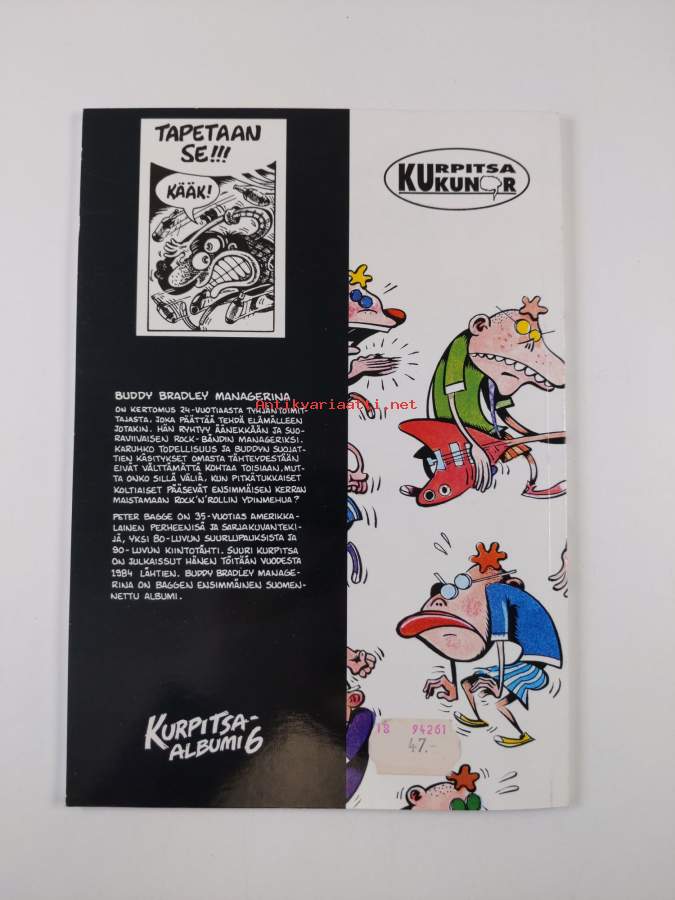 TAPETAAN
SE!!!
KÄÄK!
KURPITSA
KUKUNOR
BUDDY BRADLEY MANAGERINA
ON KERTOMUS 24-VUOTIAASTA TYHJÄNTOIMIT-
TAJASTA, JOKA PÄÄTTÄÄ TEHDÄ ELÄMÄLLEEN
JOTAKIN. HÄN RYHTYY ÄÄNEKKÄÄN JA SUO-
RAVIIVAISEN ROCK-BÄNDIN MANAGERIKSI.
KARUHKO TODELLISUUS JA BUDDYN SUOJAT-
TIEN KÄSITYKSET OMASTA TÄHTEYDESTÄÄN
EIVÄT VÄLTTÄMÄTTÄ KOHTAA TOISIAAN, MUT-
TA ONKO SILLÄ VÄLIÄ, KUN PITKÄTUKKAISET
KOLTIAISET PÄÄSEVÄT ENSIMMÄISEN KERRAN
MAISTAMAAN ROCK'N'ROLLIN YDINMEHUA?
PETER BAGGE ON 35-VUOTIAS AMERIKKA-
LAINEN PERHEENISÄ JA SARJAKUVANTEKI-
JÄ, YKSI 80-LUVUN SUURLUPAUKSISTA JA
90-LUVUN KIINTOTÄHTI. SUURI KURPITSA
ON JULKAISSUT HÄNEN TÖITÄÄN VUODESTA
1984 LÄHTIEN. BUDDY BRADLEY MANAGE-
RINA ON BAGGEN ENSIMMÄINEN SUOMEN-
NETTU ALBUMI.
KURPITSA-
ALBUMI 6
18 94261
47.-
Antikvariaatti.net